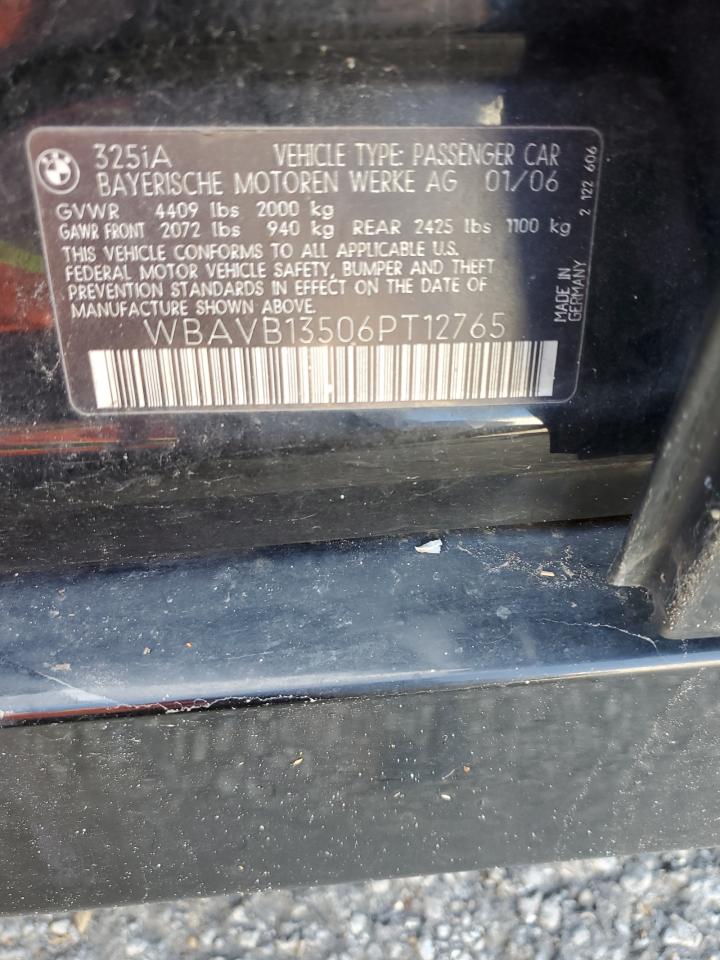 BMW
325iA VEHICLE TYPE: PASSENGER CAR
BAYERISCHE MOTOREN WERKE AG 01/06
GVWR 4409 lbs 2000 kg
GAWR FRONT 2072 lbs 940 kg REAR 2425 lbs 1100 kg
THIS VEHICLE CONFORMS TO ALL APPLICABLE U.S.
FEDERAL MOTOR VEHICLE SAFETY, BUMPER AND THEFT
PREVENTION STANDARDS IN EFFECT ON THE DATE OF
MANUFACTURE SHOWN ABOVE.
WBAVB13506PT12765
MADE IN
GERMANY
2 122 606